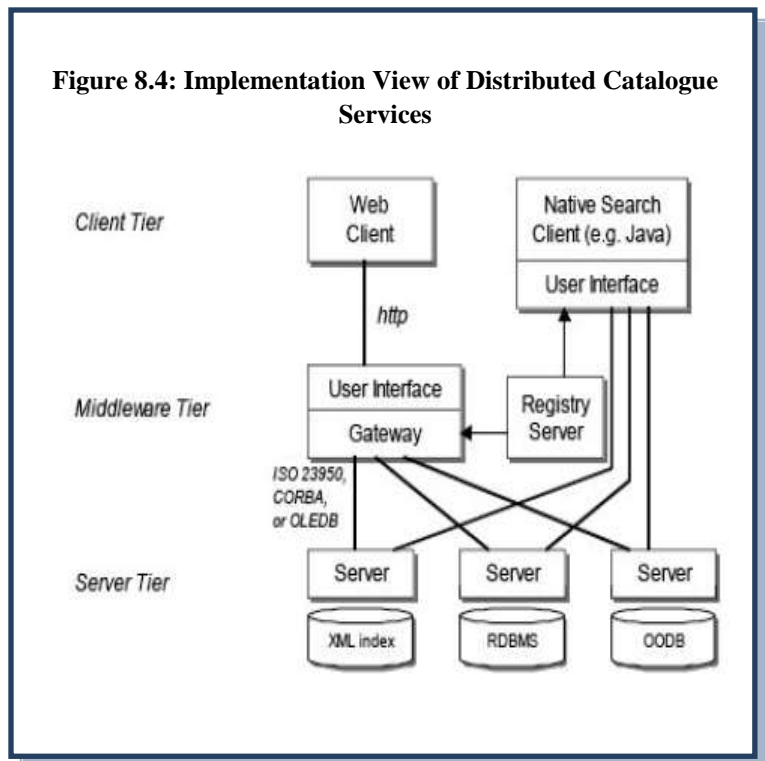 Figure 8.4: Implementation View of Distributed Catalogue
Services
Client Tier
Web
Client
Native Search
Client (e.g. Java)
User Interface
http
Middleware Tier
User Interface
Gateway
Registry
Server
ISO 23950,
CORBA,
or OLEDB
Server Tier
Server
Server
Server
XML index
RDBMS
OODB